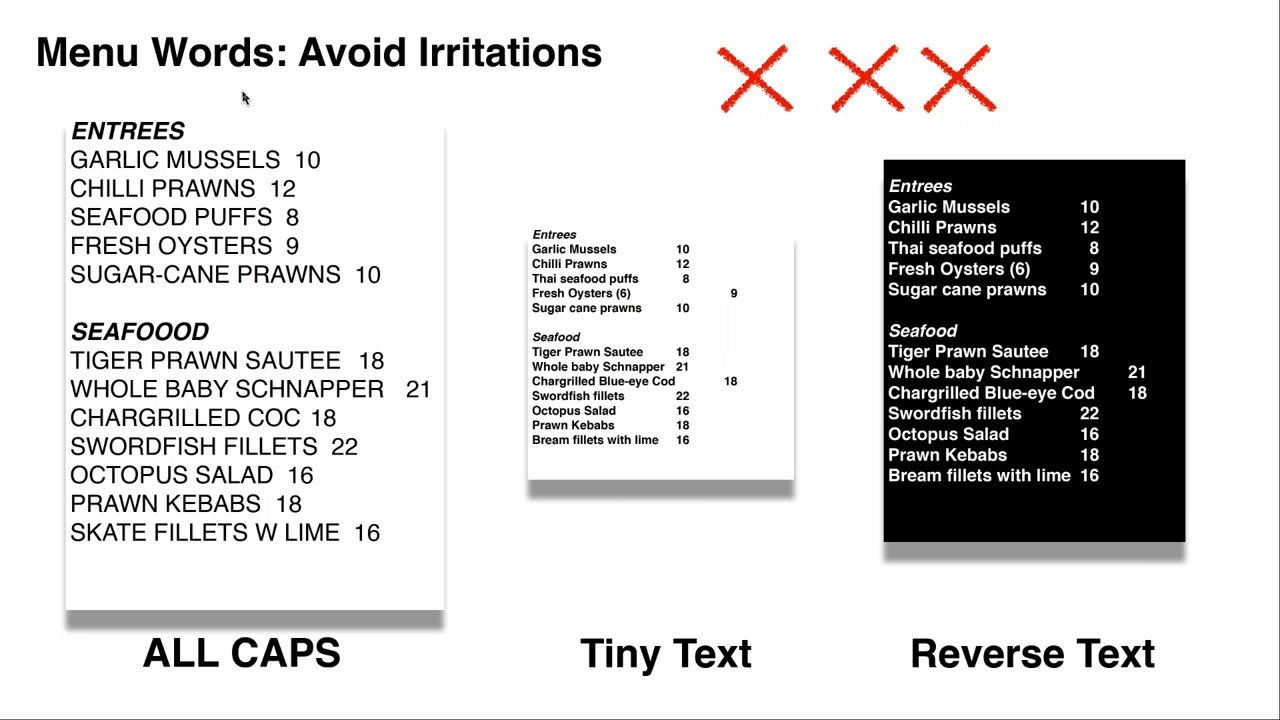 Menu Words: Avoid Irritations
ENTREES
GARLIC MUSSELS 10
CHILLI PRAWNS 12
SEAFOOD PUFFS 8
FRESH OYSTERS 9
SUGAR-CANE PRAWNS 10
SEAFOOOD
TIGER PRAWN SAUTEE 18
WHOLE BABY SCHNAPPER 21
CHARGRILLED COC 18
SWORDFISH FILLETS 22
OCTOPUS SALAD 16
PRAWN KEBABS 18
SKATE FILLETS W LIME 16
ALL CAPS
Entrees
Garlic Mussels 10
Chilli Prawns 12
Thai seafood puffs 8
Fresh Oysters (6) 9
Sugar cane prawns 10
Seafood
Tiger Prawn Sautee 18
Whole baby Schnapper 21
Chargrilled Blue-eye Cod 18
Swordfish fillets 22
Octopus Salad 16
Prawn Kebabs 18
Bream fillets with lime 16
Tiny Text
Entrees
Garlic Mussels 10
Chilli Prawns 12
Thai seafood puffs 8
Fresh Oysters (6) 9
Sugar cane prawns 10
Seafood
Tiger Prawn Sautee 18
Whole baby Schnapper 21
Chargrilled Blue-eye Cod 18
Swordfish fillets 22
Octopus Salad 16
Prawn Kebabs 18
Bream fillets with lime 16
Reverse Text